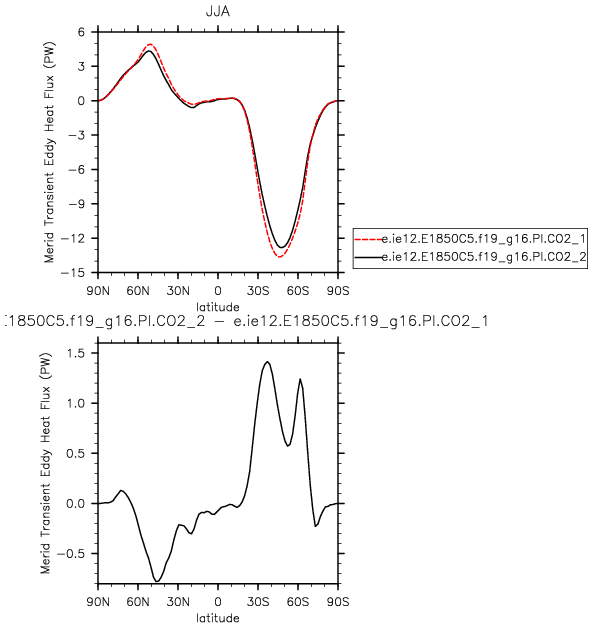 JJA
Merid Transient Eddy Heat Flux (PW)
6
3
0
−3
−6
−9
−12
−15
90N 60N 30N 0 30S 60S 90S
latitude
e.ie12.E1850C5.f19_g16.PI.CO2_1
e.ie12.E1850C5.f19_g16.PI.CO2_2
:1850C5.f19_g16.PI.CO2_2 − e.ie12.E1850C5.f19_g16.PI.CO2_1
Merid Transient Eddy Heat Flux (PW)
1.5
1.0
0.5
0.0
−0.5
90N 60N 30N 0 30S 60S 90S
latitude